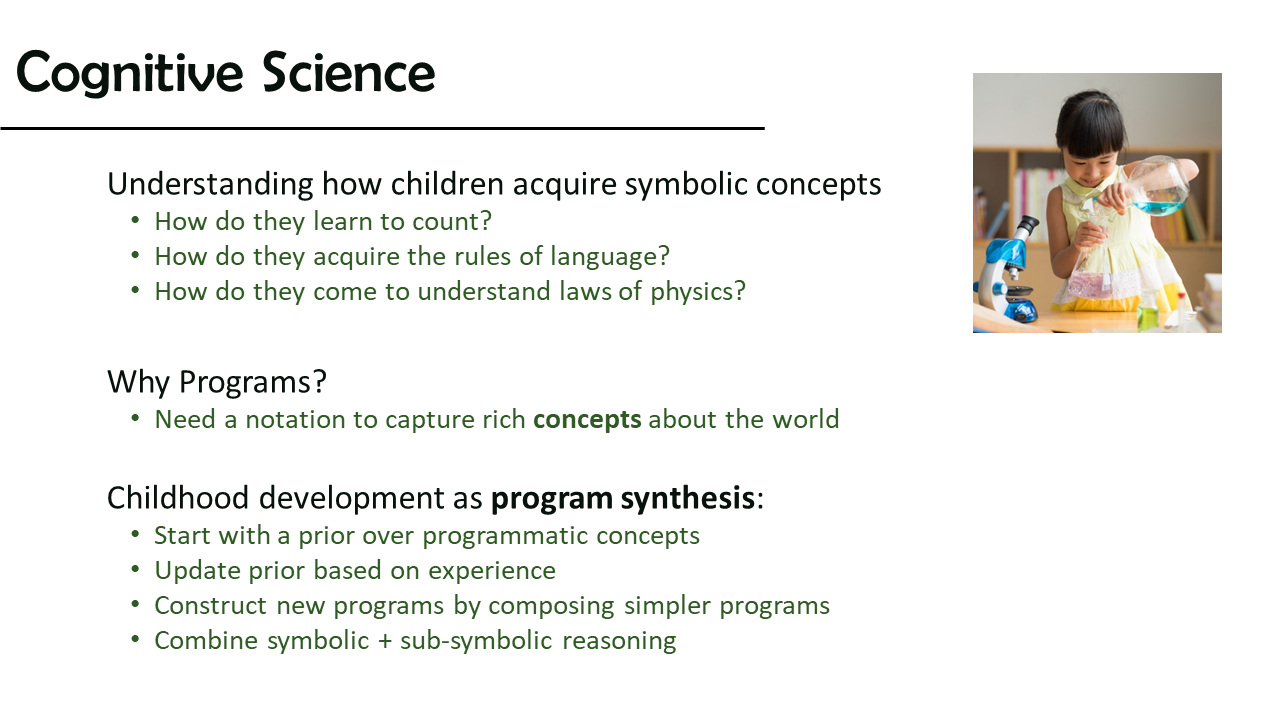 Cognitive Science
Understanding how children acquire symbolic concepts
• How do they learn to count?
• How do they acquire the rules of language?
• How do they come to understand laws of physics?
Why Programs?
• Need a notation to capture rich concepts about the world
Childhood development as program synthesis:
• Start with a prior over programmatic concepts
• Update prior based on experience
• Construct new programs by composing simpler programs
• Combine symbolic + sub-symbolic reasoning